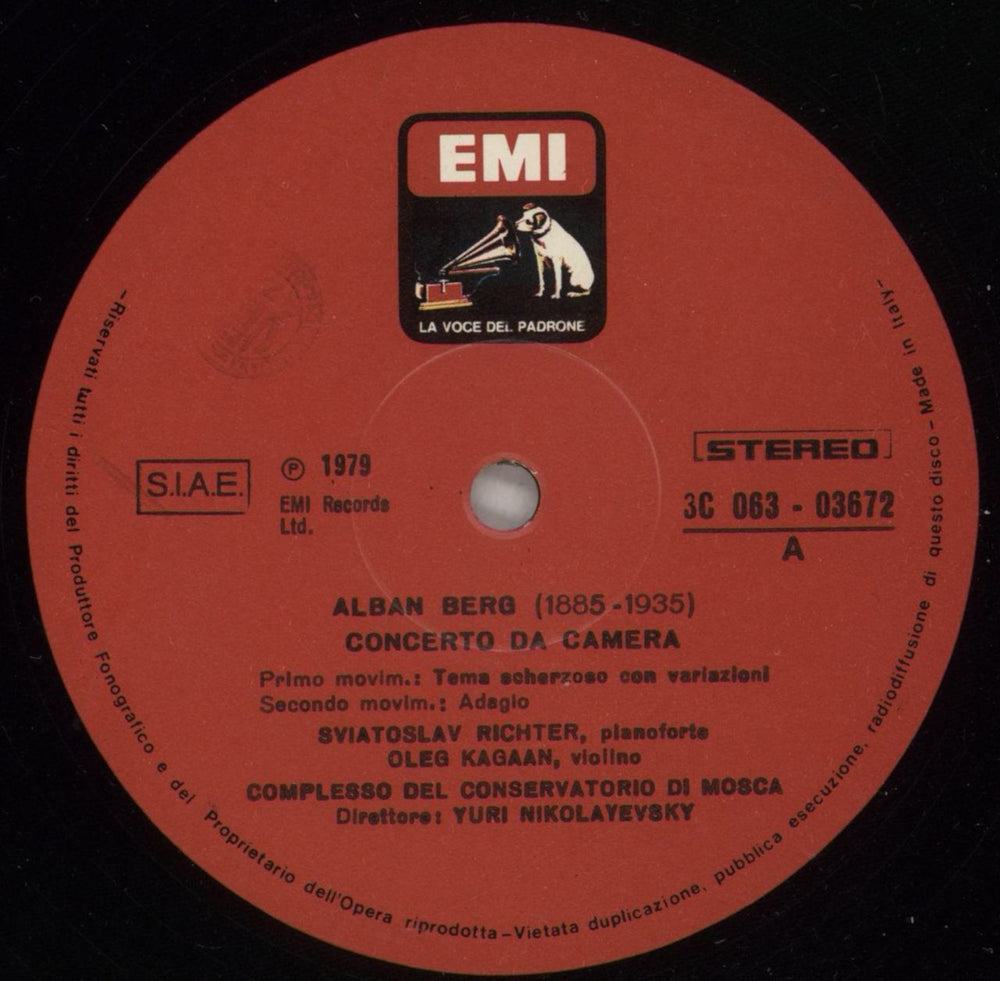 EMI
LA VOCE DEL PADRONE
STEREO
S.I.A.E.
℗ 1979
EMI Records
Ltd.
3C 063 - 03672
A
ALBAN BERG (1885-1935)
CONCERTO DA CAMERA
Primo movim.: Tema scherzoso con variazioni
Secondo movim.: Adagio
SVIATOSLAV RICHTER, pianoforte
OLEG KAGAAN, violino
COMPLESSO DEL CONSERVATORIO DI MOSCA
Direttore: YURI NIKOLAYEVSKY
-Riservati tutti i diritti del Produttore Fonografico e del Proprietario dell'Opera riprodotta-Vietata duplicazione, pubblica esecuzione, radiodiffusione di questo disco-Made in Italy-